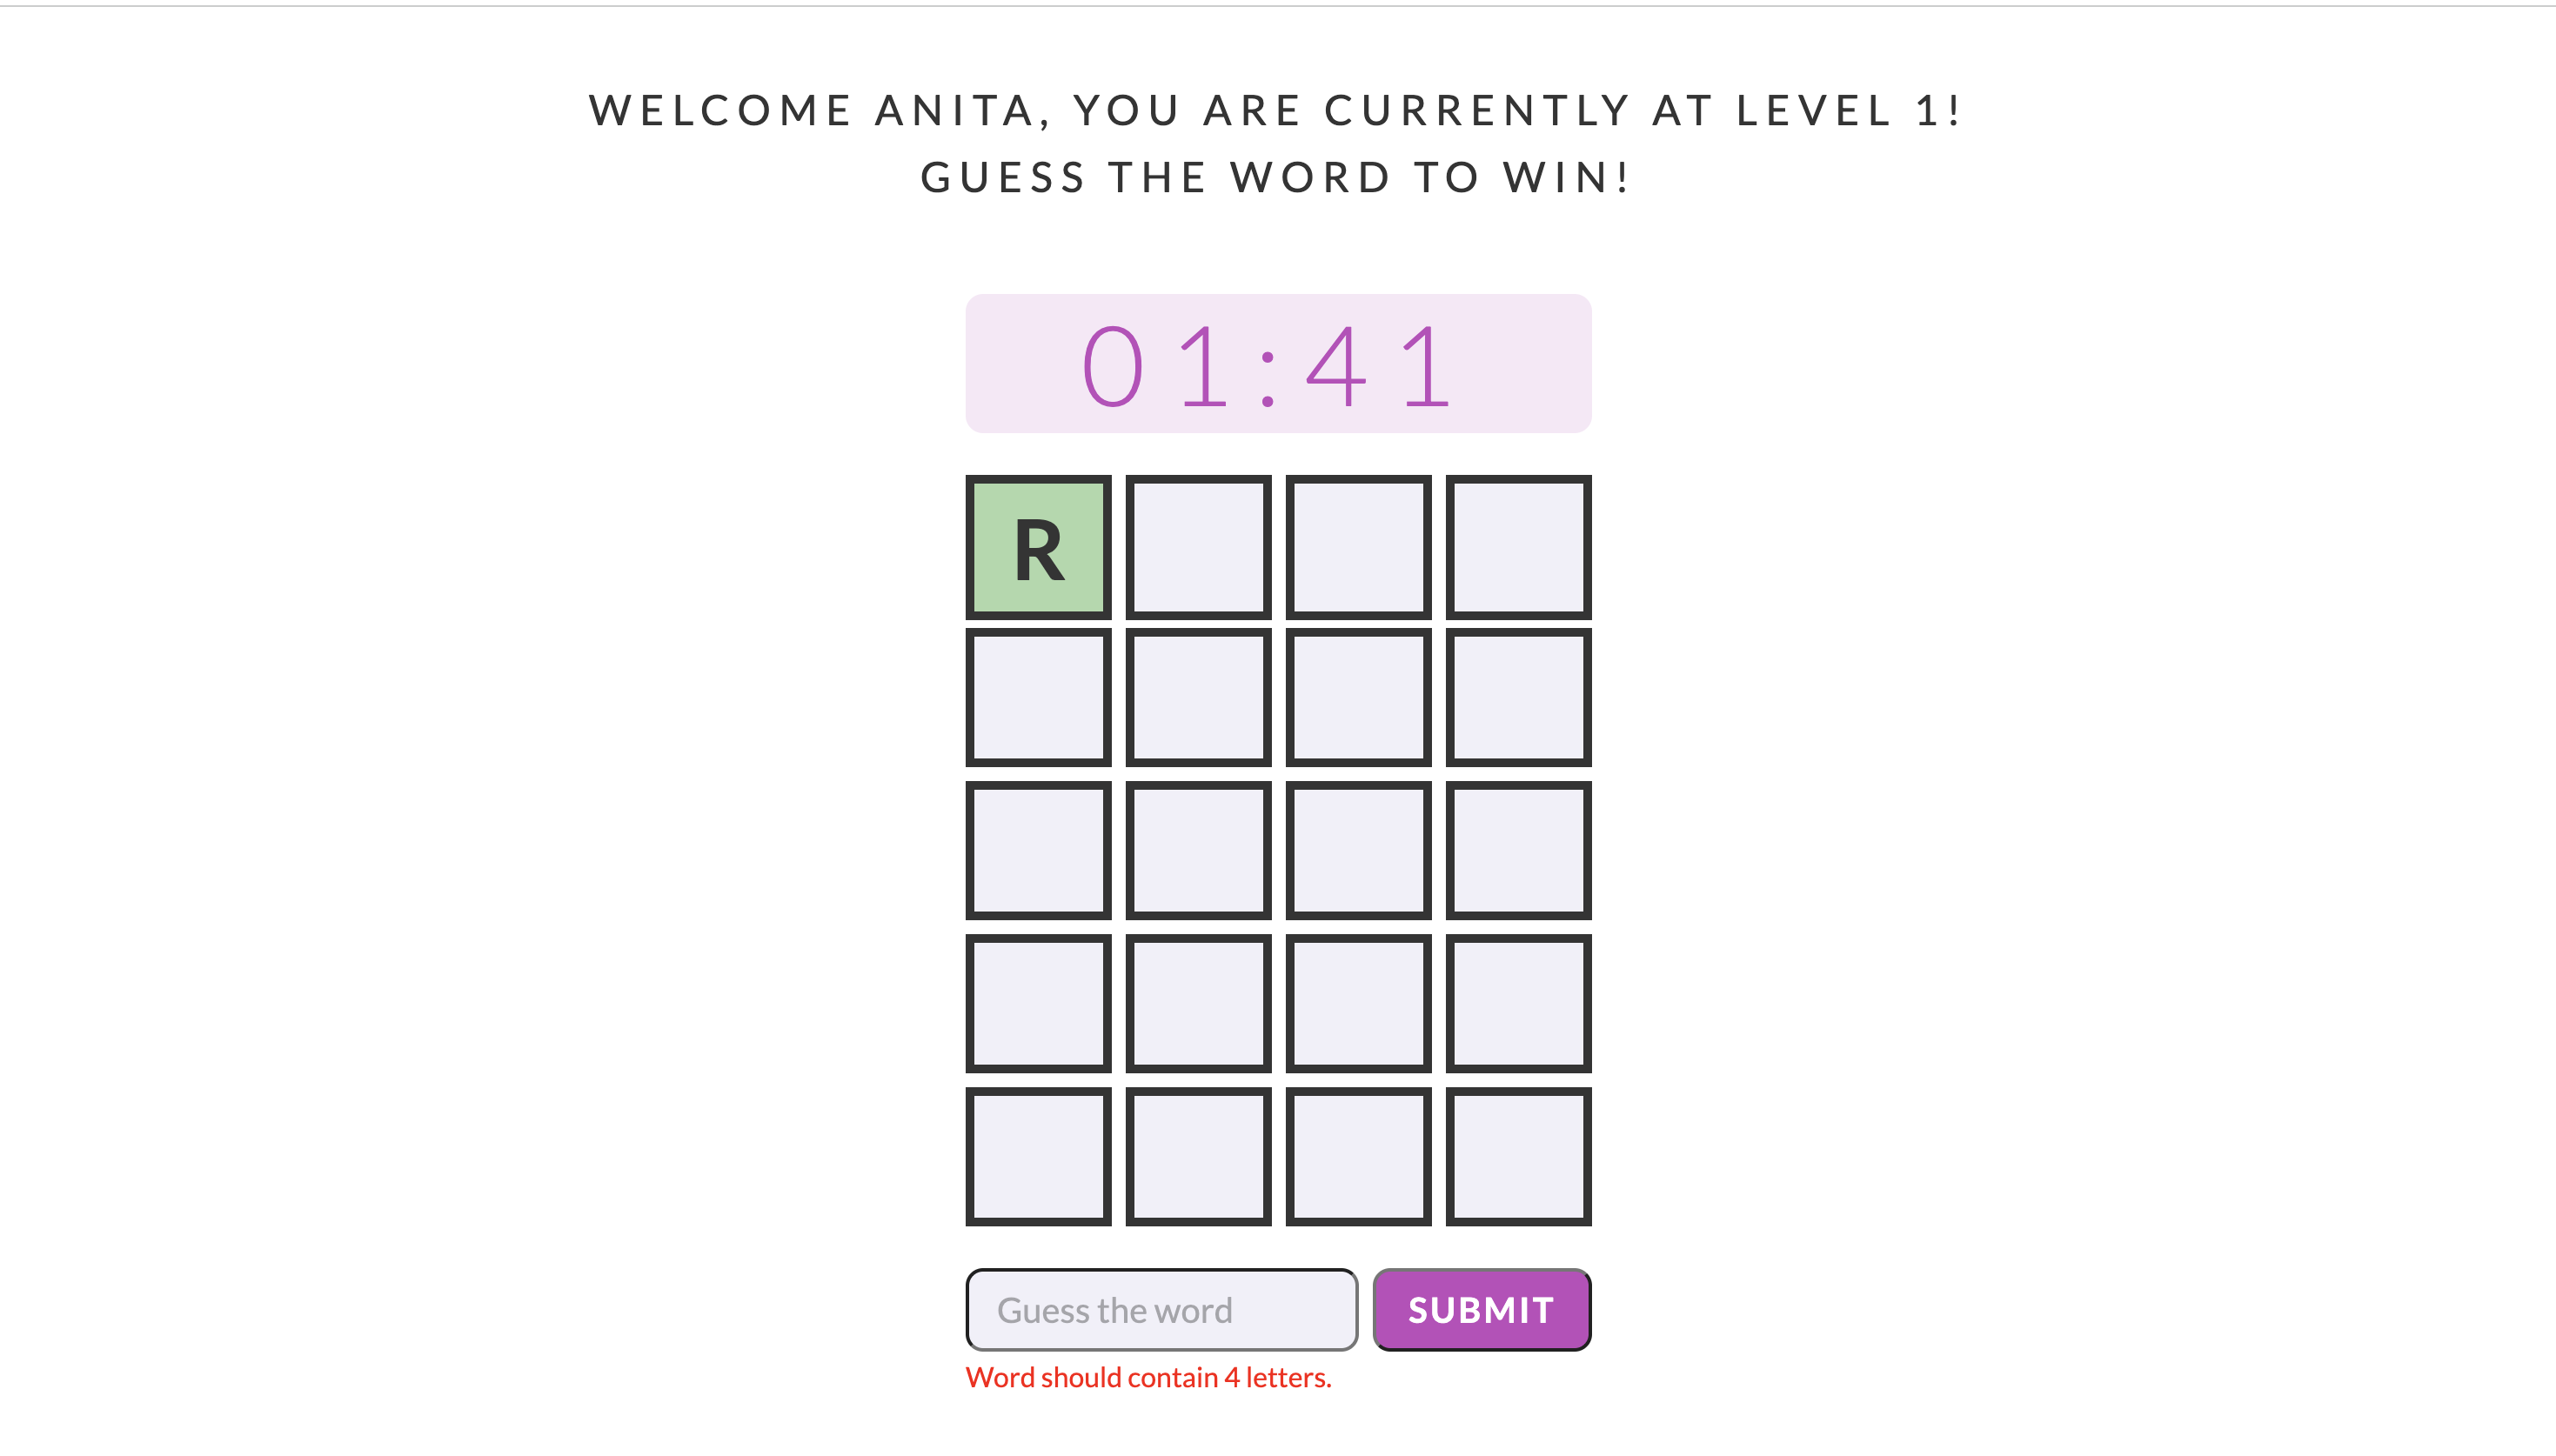 WELCOME ANITA, YOU ARE CURRENTLY AT LEVEL 1!
GUESS THE WORD TO WIN!
01:41
R
Guess the word
SUBMIT
Word should contain 4 letters.